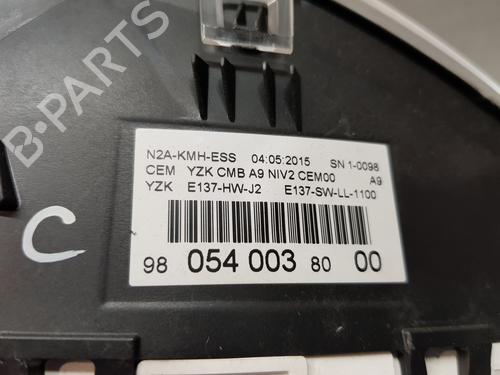 B-PARTS
N2A-KMH-ESS 04:05:2015 SN 1-0098
CEM YZK CMB A9 NIV2 CEM00 A9
YZK E137-HW-J2 E137-SW-LL-1100
98 054 003 80 00
C